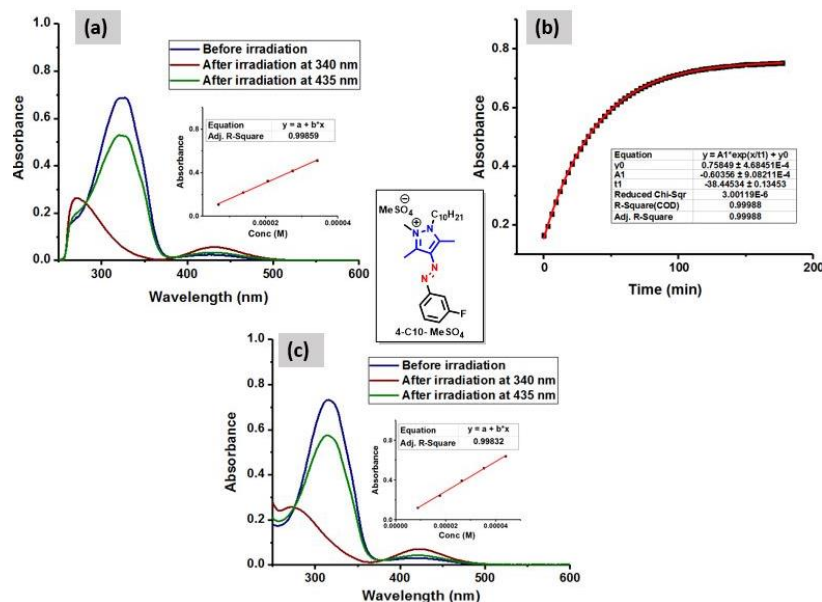 (a)
Before irradiation
After irradiation at 340 nm
After irradiation at 435 nm
1.0
0.8
0.6
0.4
0.2
0.0
Absorbance
300 400 500 600
Wavelength (nm)
Equation y = a + b*x
Adj. R-Square 0.99859
0.8
0.4
0.0
Absorbance
0.00002 0.00004
Conc (M)
(b)
0.8
0.6
0.4
0.2
Absorbance
0 100 200
Time (min)
Equation y = A1*exp(x/t1) + y0
y0 0.75849 ± 4.68451E-4
A1 -0.60356 ± 9.08211E-4
t1 -38.44534 ± 0.13453
Reduced Chi-Sqr 3.00119E-6
R-Square(COD) 0.99988
Adj. R-Square 0.99988
⊖
MeSO4
C10H21
N
+
N
N
N
F
4-C10- MeSO4
(c)
Before irradiation
After irradiation at 340 nm
After irradiation at 435 nm
1.0
0.8
0.6
0.4
0.2
0.0
Absorbance
300 400 500 600
Wavelength (nm)
Equation y = a + b*x
Adj. R-Square 0.99832
0.8
0.4
0.0
Absorbance
0.00000 0.00002 0.00004
Conc (M)